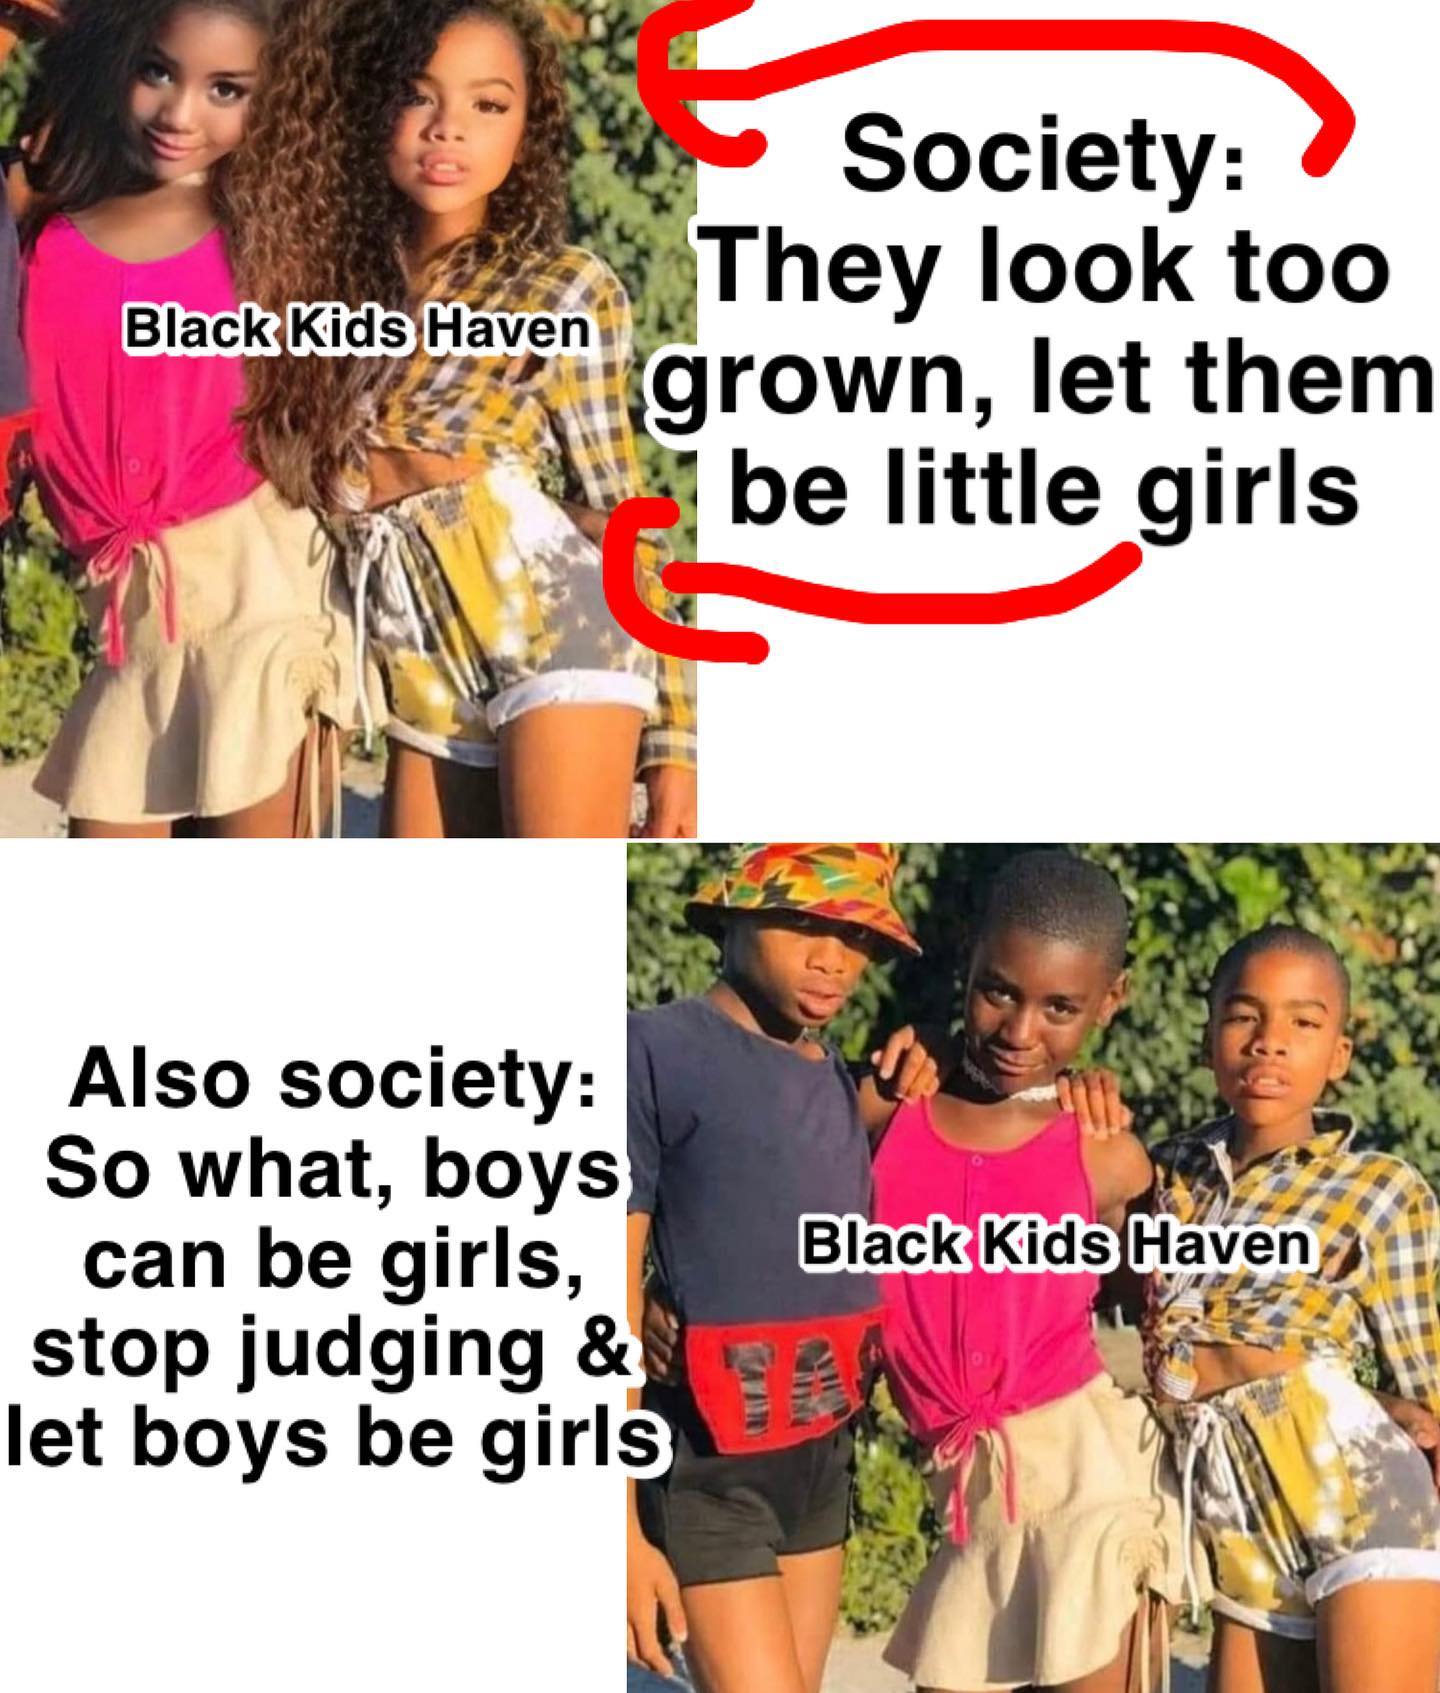 Society:
They look too
grown, let them
be little girls
Black Kids Haven
Also society:
So what, boys
can be girls,
stop judging &
let boys be girls
Black Kids Haven